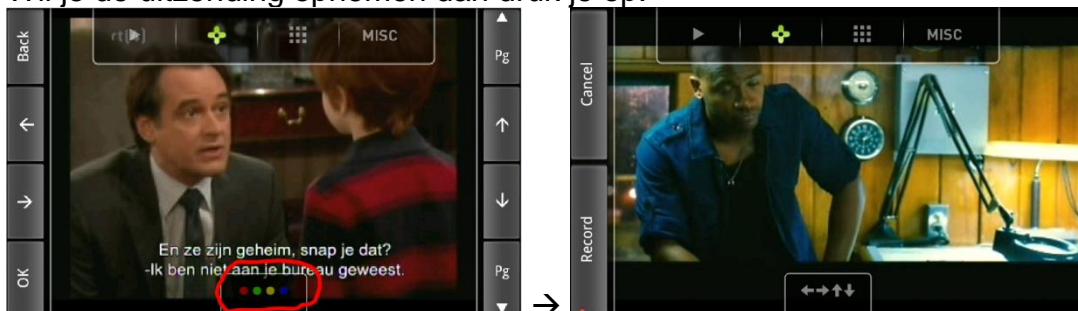 Wil je de uitzending opnemen dan druk je op:
Back
rt[ ]
MISC
Pg
OK
Pg
En ze zijn geheim, snap je dat?
-Ik ben niet aan je bureau geweest.
→
Cancel
MISC
Record